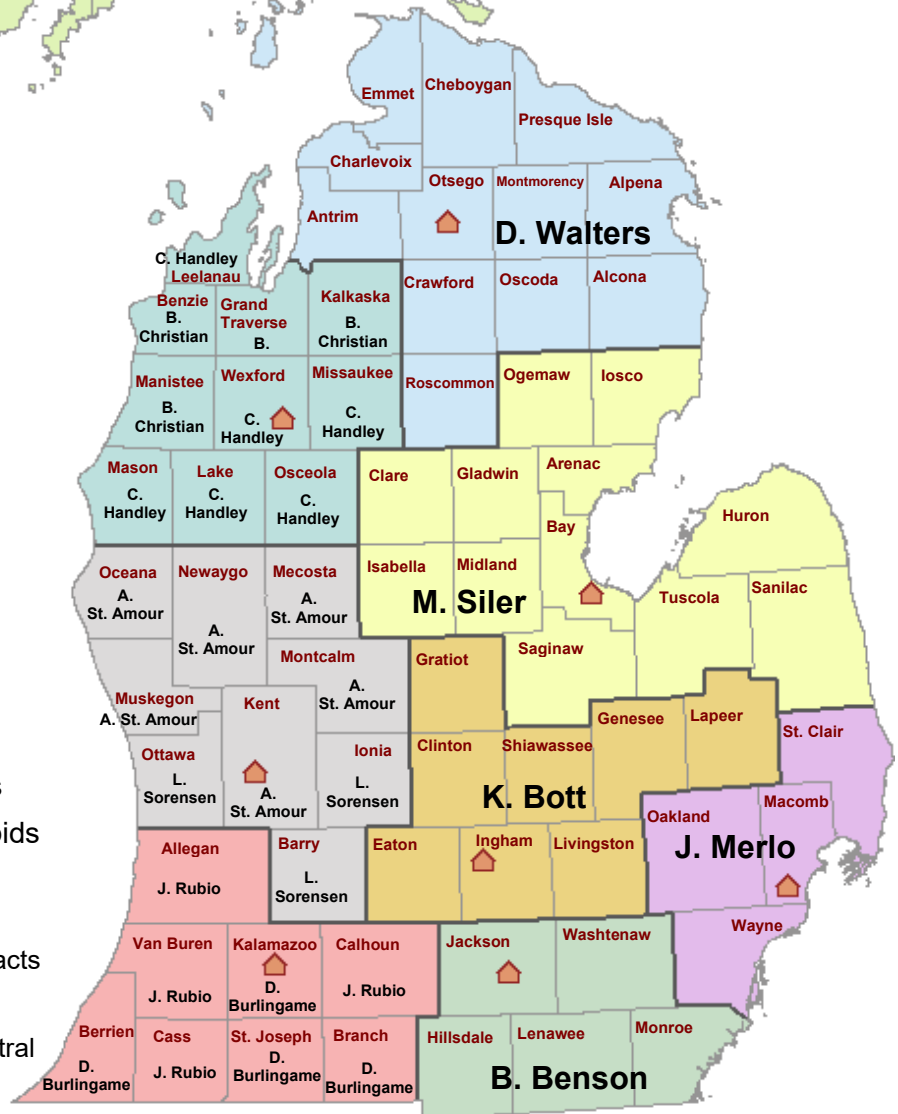 Emmet
Cheboygan
Presque Isle
Charlevoix
Otsego
Montmorency
Alpena
Antrim
D. Walters
C. Handley
Leelanau
Crawford
Oscoda
Alcona
Benzie
B.
Christian
Grand
Traverse
B.
Kalkaska
B.
Christian
Manistee
B.
Christian
Wexford
C.
Handley
Missaukee
C.
Handley
Roscommon
Ogemaw
Iosco
Mason
C.
Handley
Lake
C.
Handley
Osceola
C.
Handley
Clare
Gladwin
Arenac
Bay
Huron
Oceana
A.
St. Amour
Newaygo
A.
St. Amour
Mecosta
A.
St. Amour
Isabella
Midland
M. Siler
Tuscola
Sanilac
Saginaw
Montcalm
A.
St. Amour
Gratiot
Muskegon
A. St. Amour
Kent
A.
St. Amour
Ottawa
L.
Sorensen
Ionia
L.
Sorensen
Clinton
Shiawassee
Genesee
Lapeer
St. Clair
K. Bott
s
oids
Oakland
Macomb
J. Merlo
Allegan
J. Rubio
Barry
L.
Sorensen
Eaton
Ingham
Livingston
Wayne
acts
Van Buren
J. Rubio
Kalamazoo
D.
Burlingame
Calhoun
J. Rubio
Jackson
Washtenaw
tral
Berrien
D.
Burlingame
Cass
J. Rubio
St. Joseph
D.
Burlingame
Branch
D.
Burlingame
Hillsdale
Lenawee
Monroe
B. Benson